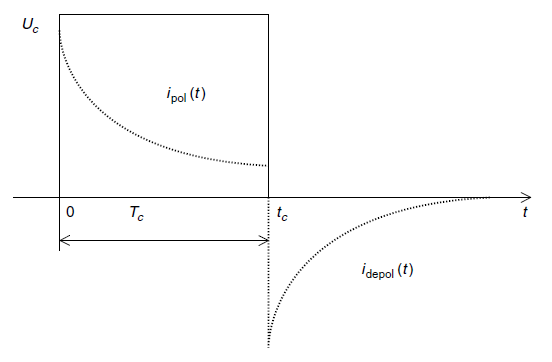 U_c
i_pol (t)
0 T_c t_c t
i_depol (t)